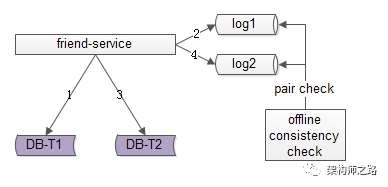 log1
friend-service
2
4
log2
pair check
1
3
offline
consistency
check
DB-T1
DB-T2
架构师之路